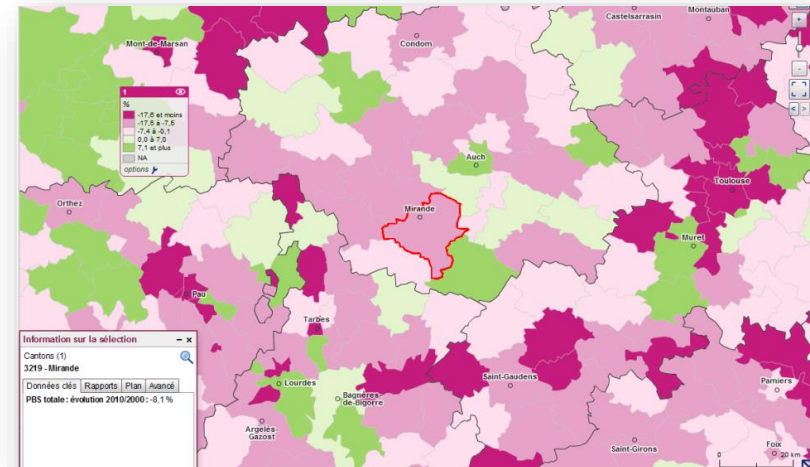 Castelsarrasin
Montauban
Mont-de-Marsan
Condom
+
-
< >
1
%
-17,6 et moins
-17,5 à -7,5
-7,4 à -0,1
0,0 à 7,0
7,1 et plus
NA
options
Auch
Toulouse
Orthez
Mirande
Muret
Pau
Tarbes
Information sur la sélection
- x
Cantons (1)
3219 - Mirande
Données clés
Rapports
Plan
Avancé
PBS totale : évolution 2010/2000 : -8,1 %
Saint-Gaudens
Pamiers
Lourdes
Bagnères-
de-Bigorre
Argelès-
Gazost
Saint-Girons
Foix
0
20 km